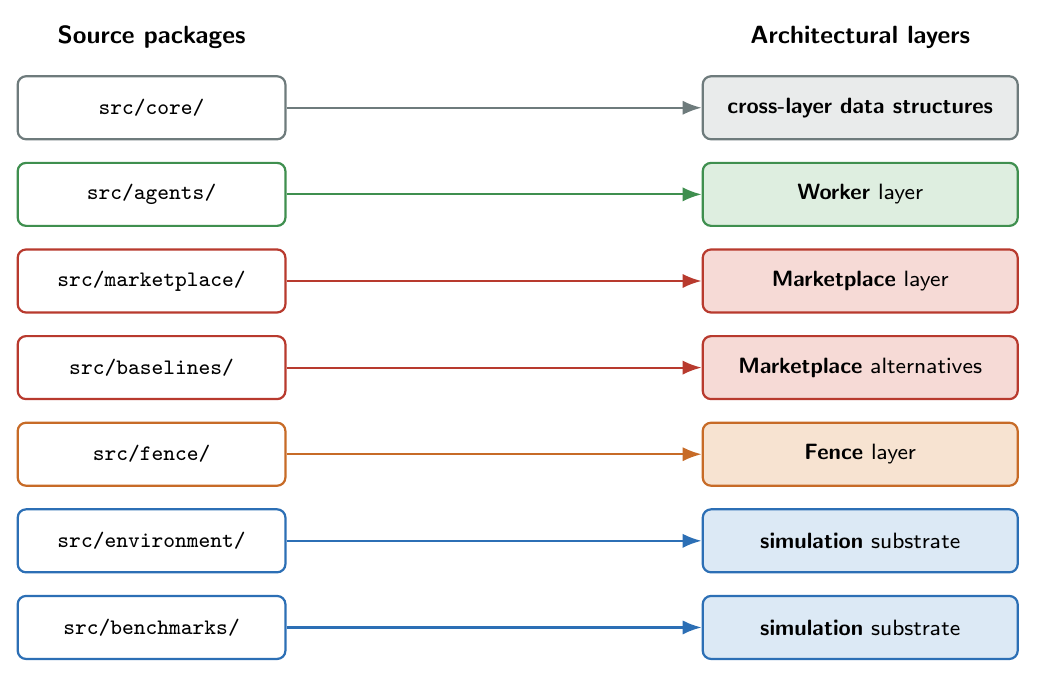 Source packages Architectural layers
src/core/ cross-layer data structures
src/agents/ Worker layer
src/marketplace/ Marketplace layer
src/baselines/ Marketplace alternatives
src/fence/ Fence layer
src/environment/ simulation substrate
src/benchmarks/ simulation substrate